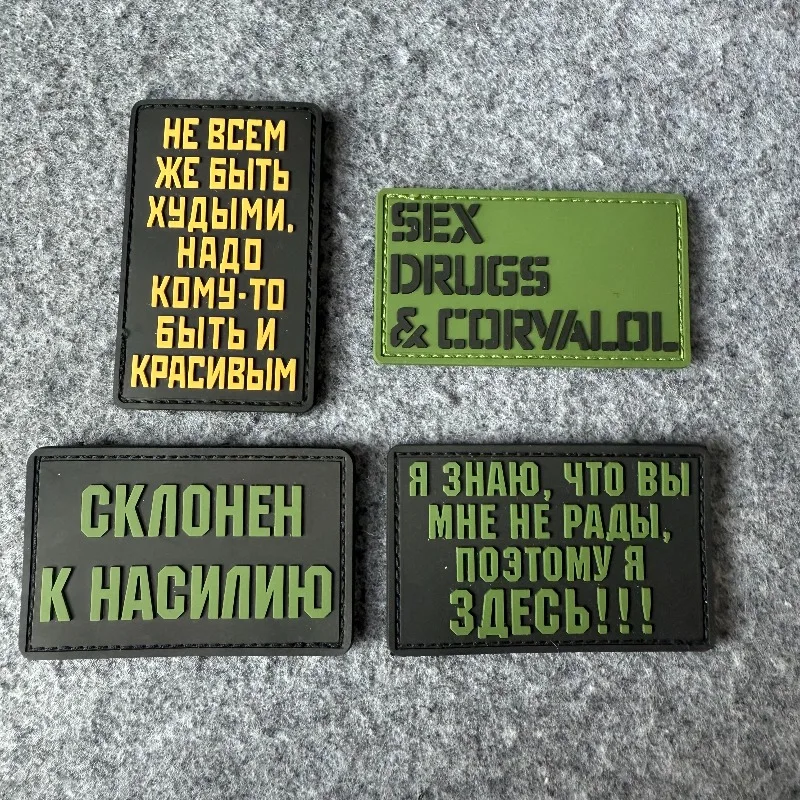 НЕ ВСЕМ
ЖЕ БЫТЬ
ХУДЫМИ,
НАДО
КОМУ-ТО
БЫТЬ И
КРАСИВЫМ
SEX
DRUGS
& CORVALOL
СКЛОНЕН
К НАСИЛИЮ
Я ЗНАЮ, ЧТО ВЫ
МНЕ НЕ РАДЫ,
ПОЭТОМУ Я
ЗДЕСЬ!!!